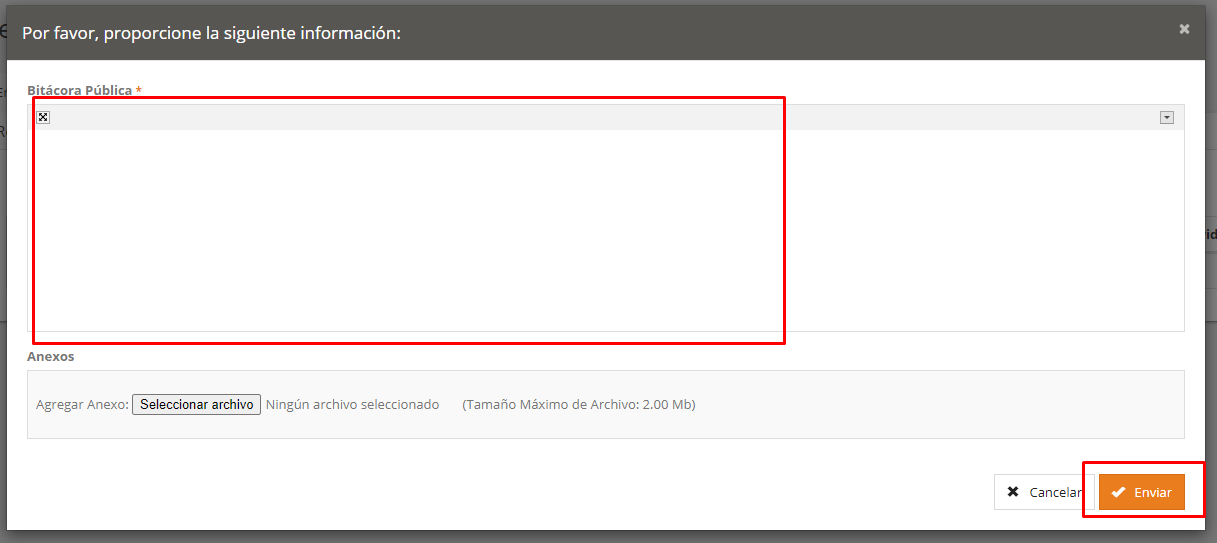 Por favor, proporcione la siguiente información:
Bitácora Pública *
Anexos
Agregar Anexo: Seleccionar archivo Ningún archivo seleccionado (Tamaño Máximo de Archivo: 2.00 Mb)
Cancelar Enviar